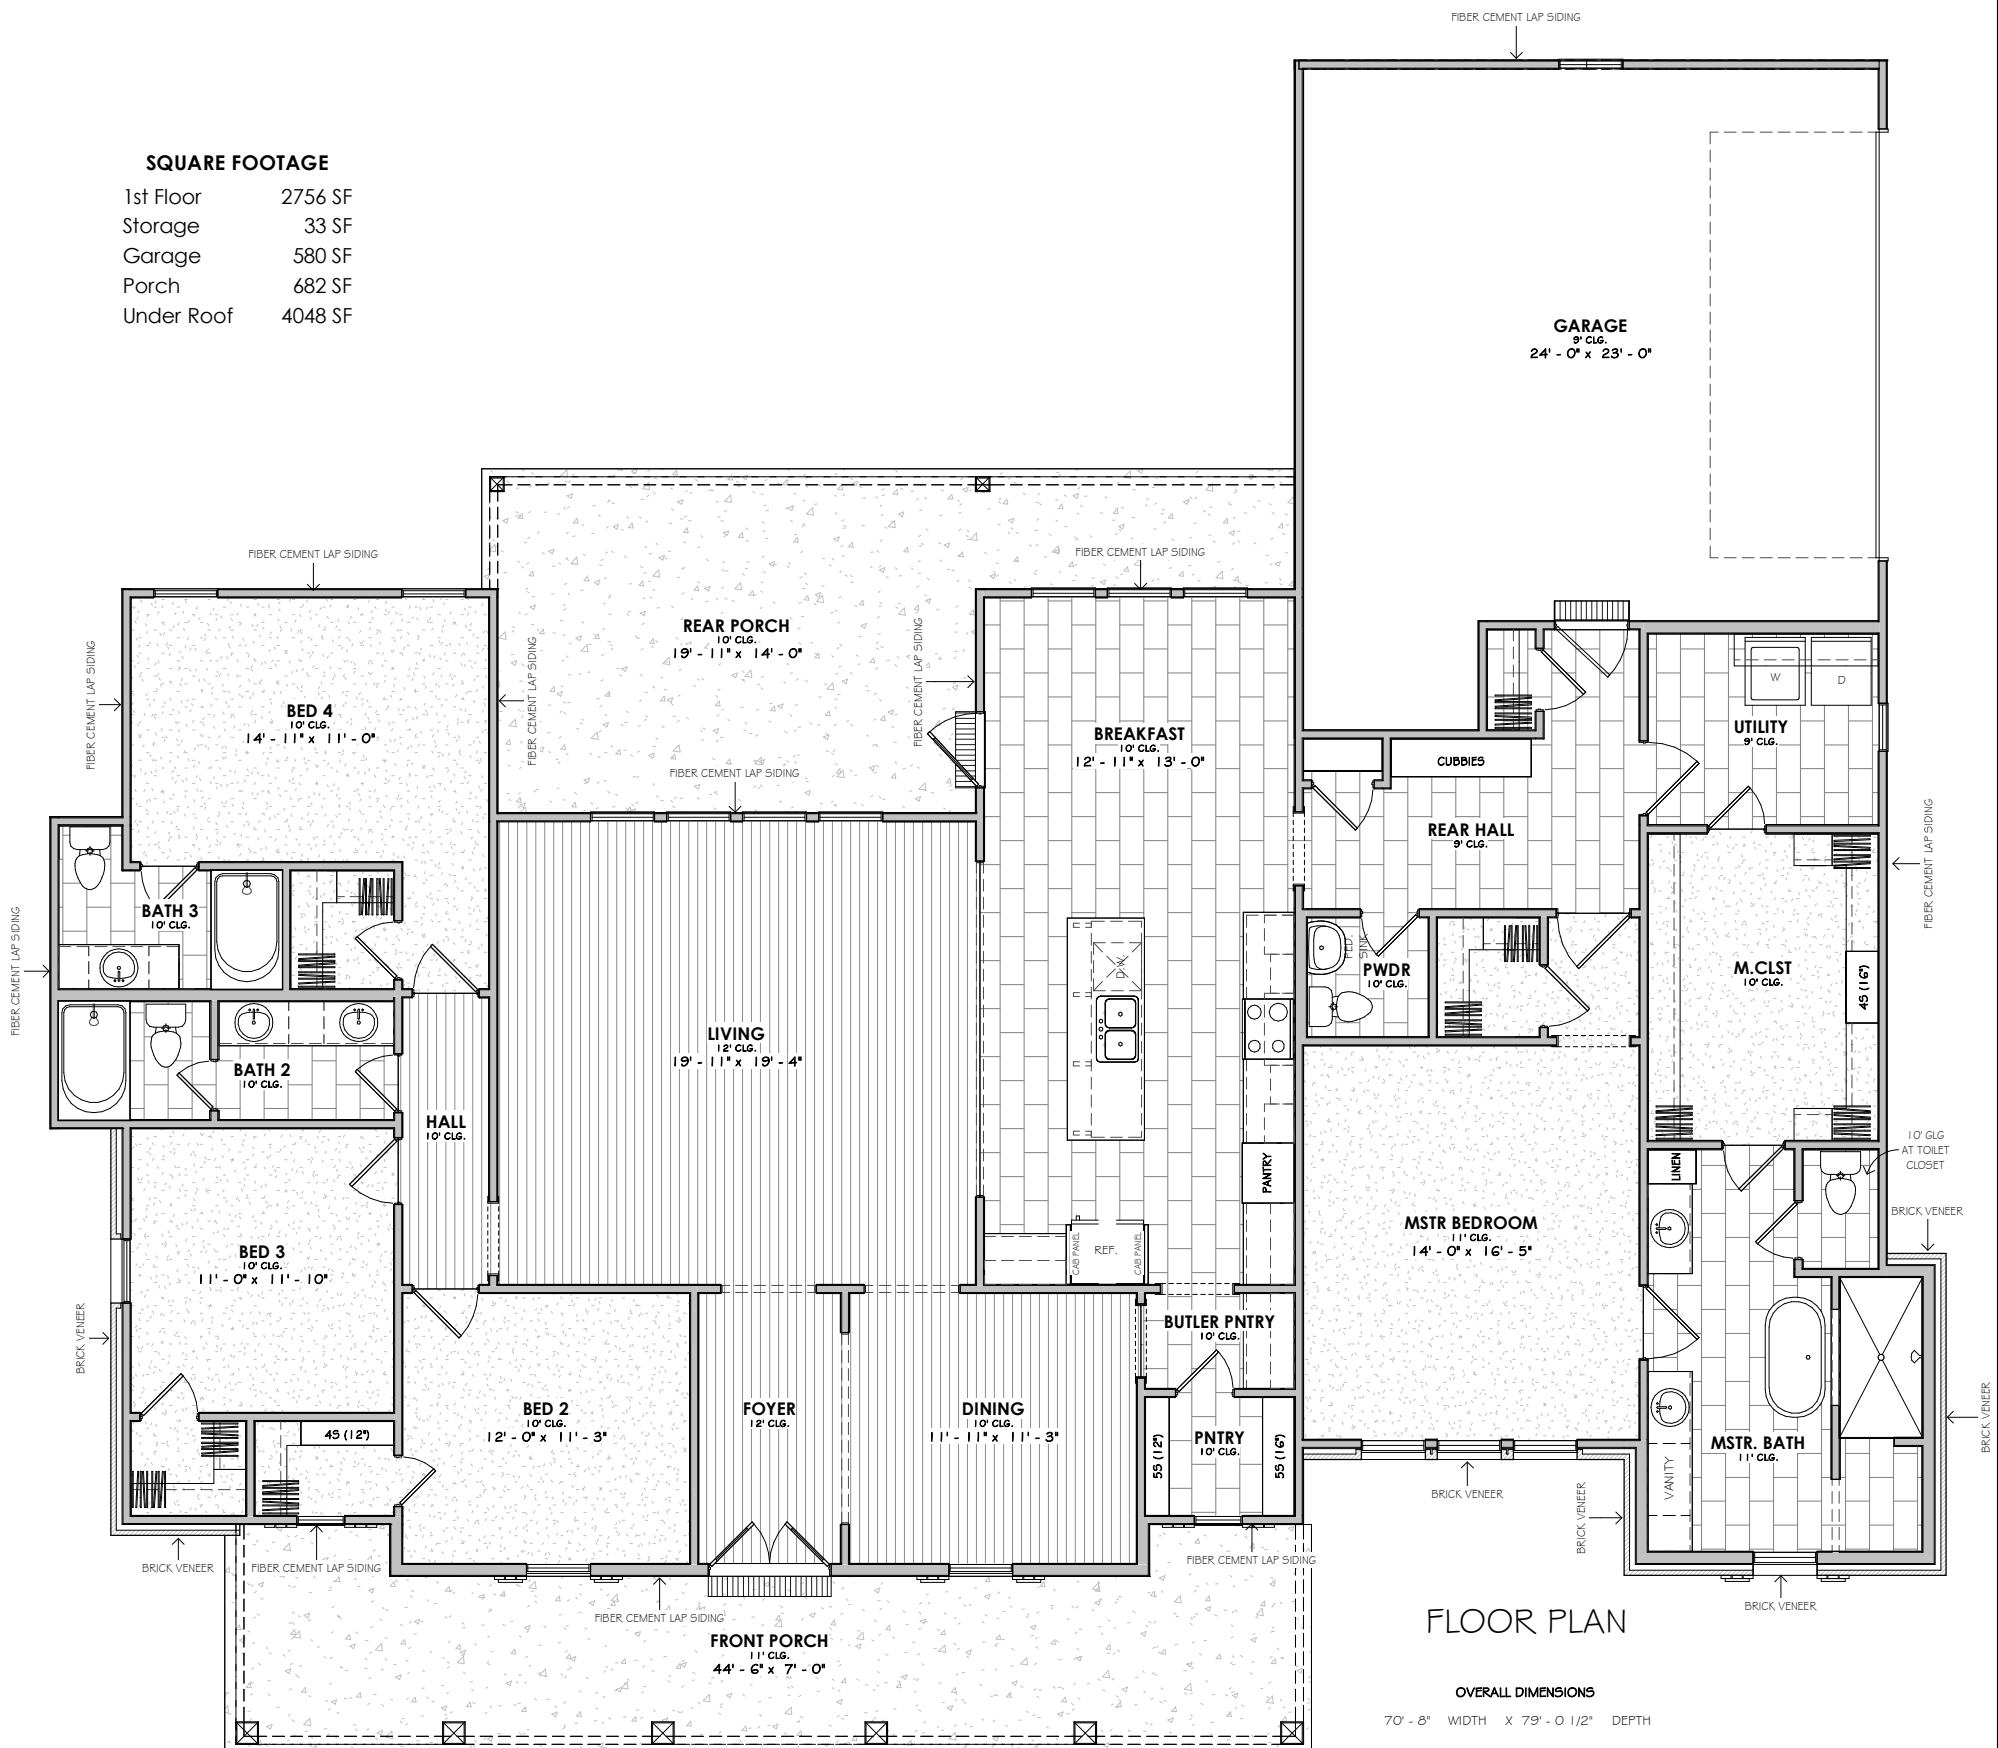 FIBER CEMENT LAP SIDING
SQUARE FOOTAGE
1st Floor 2756 SF
Storage 33 SF
Garage 580 SF
Porch 682 SF
Under Roof 4048 SF
GARAGE
9' CLG.
24' - 0" x 23' - 0"
FIBER CEMENT LAP SIDING
FIBER CEMENT LAP SIDING
REAR PORCH
10' CLG.
19' - 11" x 14' - 0"
FIBER CEMENT LAP SIDING
FIBER CEMENT LAP SIDING
FIBER CEMENT LAP SIDING
FIBER CEMENT LAP SIDING
BED 4
10' CLG.
14' - 11" x 11' - 0"
BREAKFAST
10' CLG.
12' - 11" x 13' - 0"
W
D
UTILITY
9' CLG.
CUBBIES
REAR HALL
9' CLG.
FIBER CEMENT LAP SIDING
FIBER CEMENT LAP SIDING
BATH 3
10' CLG.
PED.
SINK
PWDR
10' CLG.
D.W.
M.CLST
10' CLG.
4S (16")
LIVING
12' CLG.
19' - 11" x 19' - 4"
BATH 2
10' CLG.
HALL
10' CLG.
PANTRY
LINEN
10' GLG
AT TOILET
CLOSET
BRICK VENEER
MSTR BEDROOM
11' CLG.
14' - 0" x 16' - 5"
CAB PANEL
REF.
CAB PANEL
BED 3
10' CLG.
11' - 0" x 11' - 10"
BRICK VENEER
BUTLER PNTRY
10' CLG.
BED 2
10' CLG.
12' - 0" x 11' - 3"
FOYER
12' CLG.
DINING
10' CLG.
11' - 11" x 11' - 3"
4S (12")
5S (12")
PNTRY
10' CLG.
5S (16")
MSTR. BATH
11' CLG.
VANITY
BRICK VENEER
BRICK VENEER
BRICK VENEER
BRICK VENEER
FIBER CEMENT LAP SIDING
FIBER CEMENT LAP SIDING
FIBER CEMENT LAP SIDING
BRICK VENEER
FRONT PORCH
11' CLG.
44' - 6" x 7' - 0"
FLOOR PLAN
OVERALL DIMENSIONS
70' - 8" WIDTH X 79' - 0 1/2" DEPTH